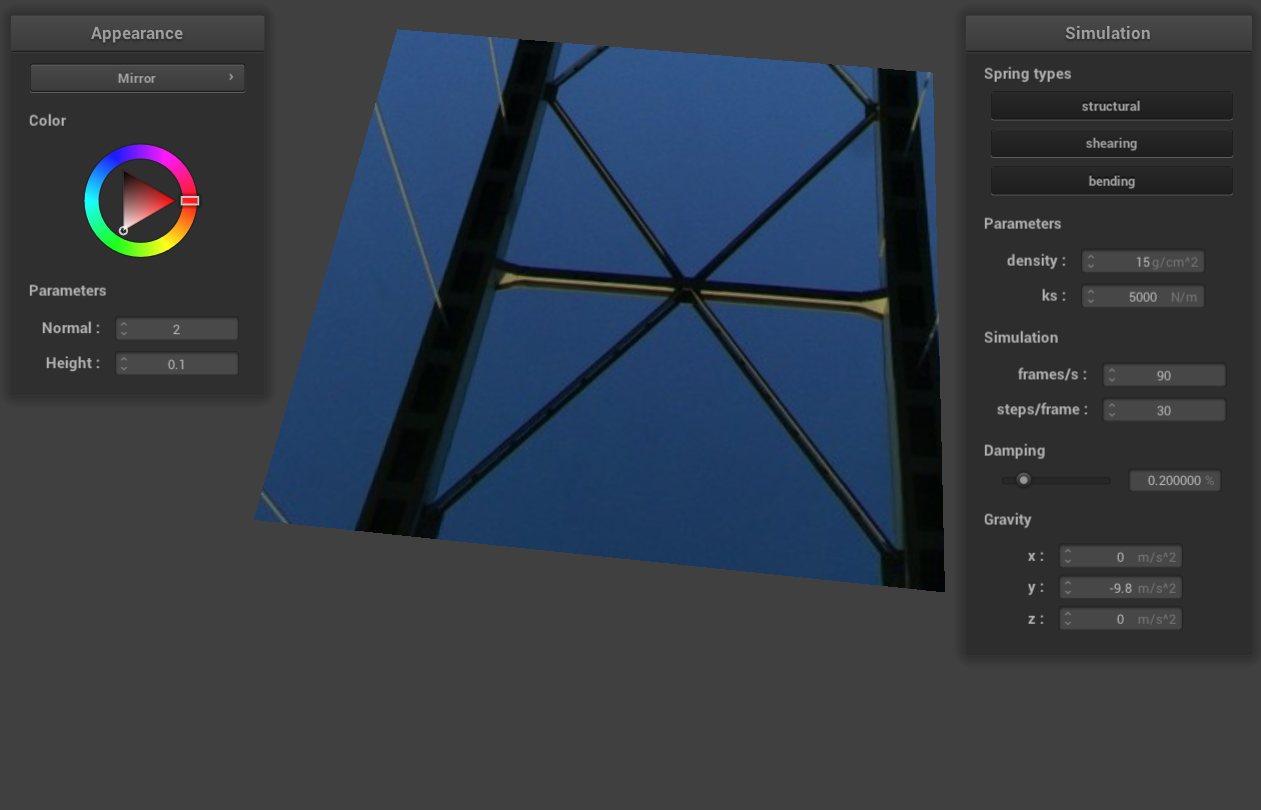 Appearance
Mirror
Color
Parameters
Normal : 2
Height : 0.1
Simulation
Spring types
structural
shearing
bending
Parameters
density : 15 g/cm^2
ks : 5000 N/m
Simulation
frames/s : 90
steps/frame : 30
Damping
0.200000 %
Gravity
x : 0 m/s^2
y : -9.8 m/s^2
z : 0 m/s^2